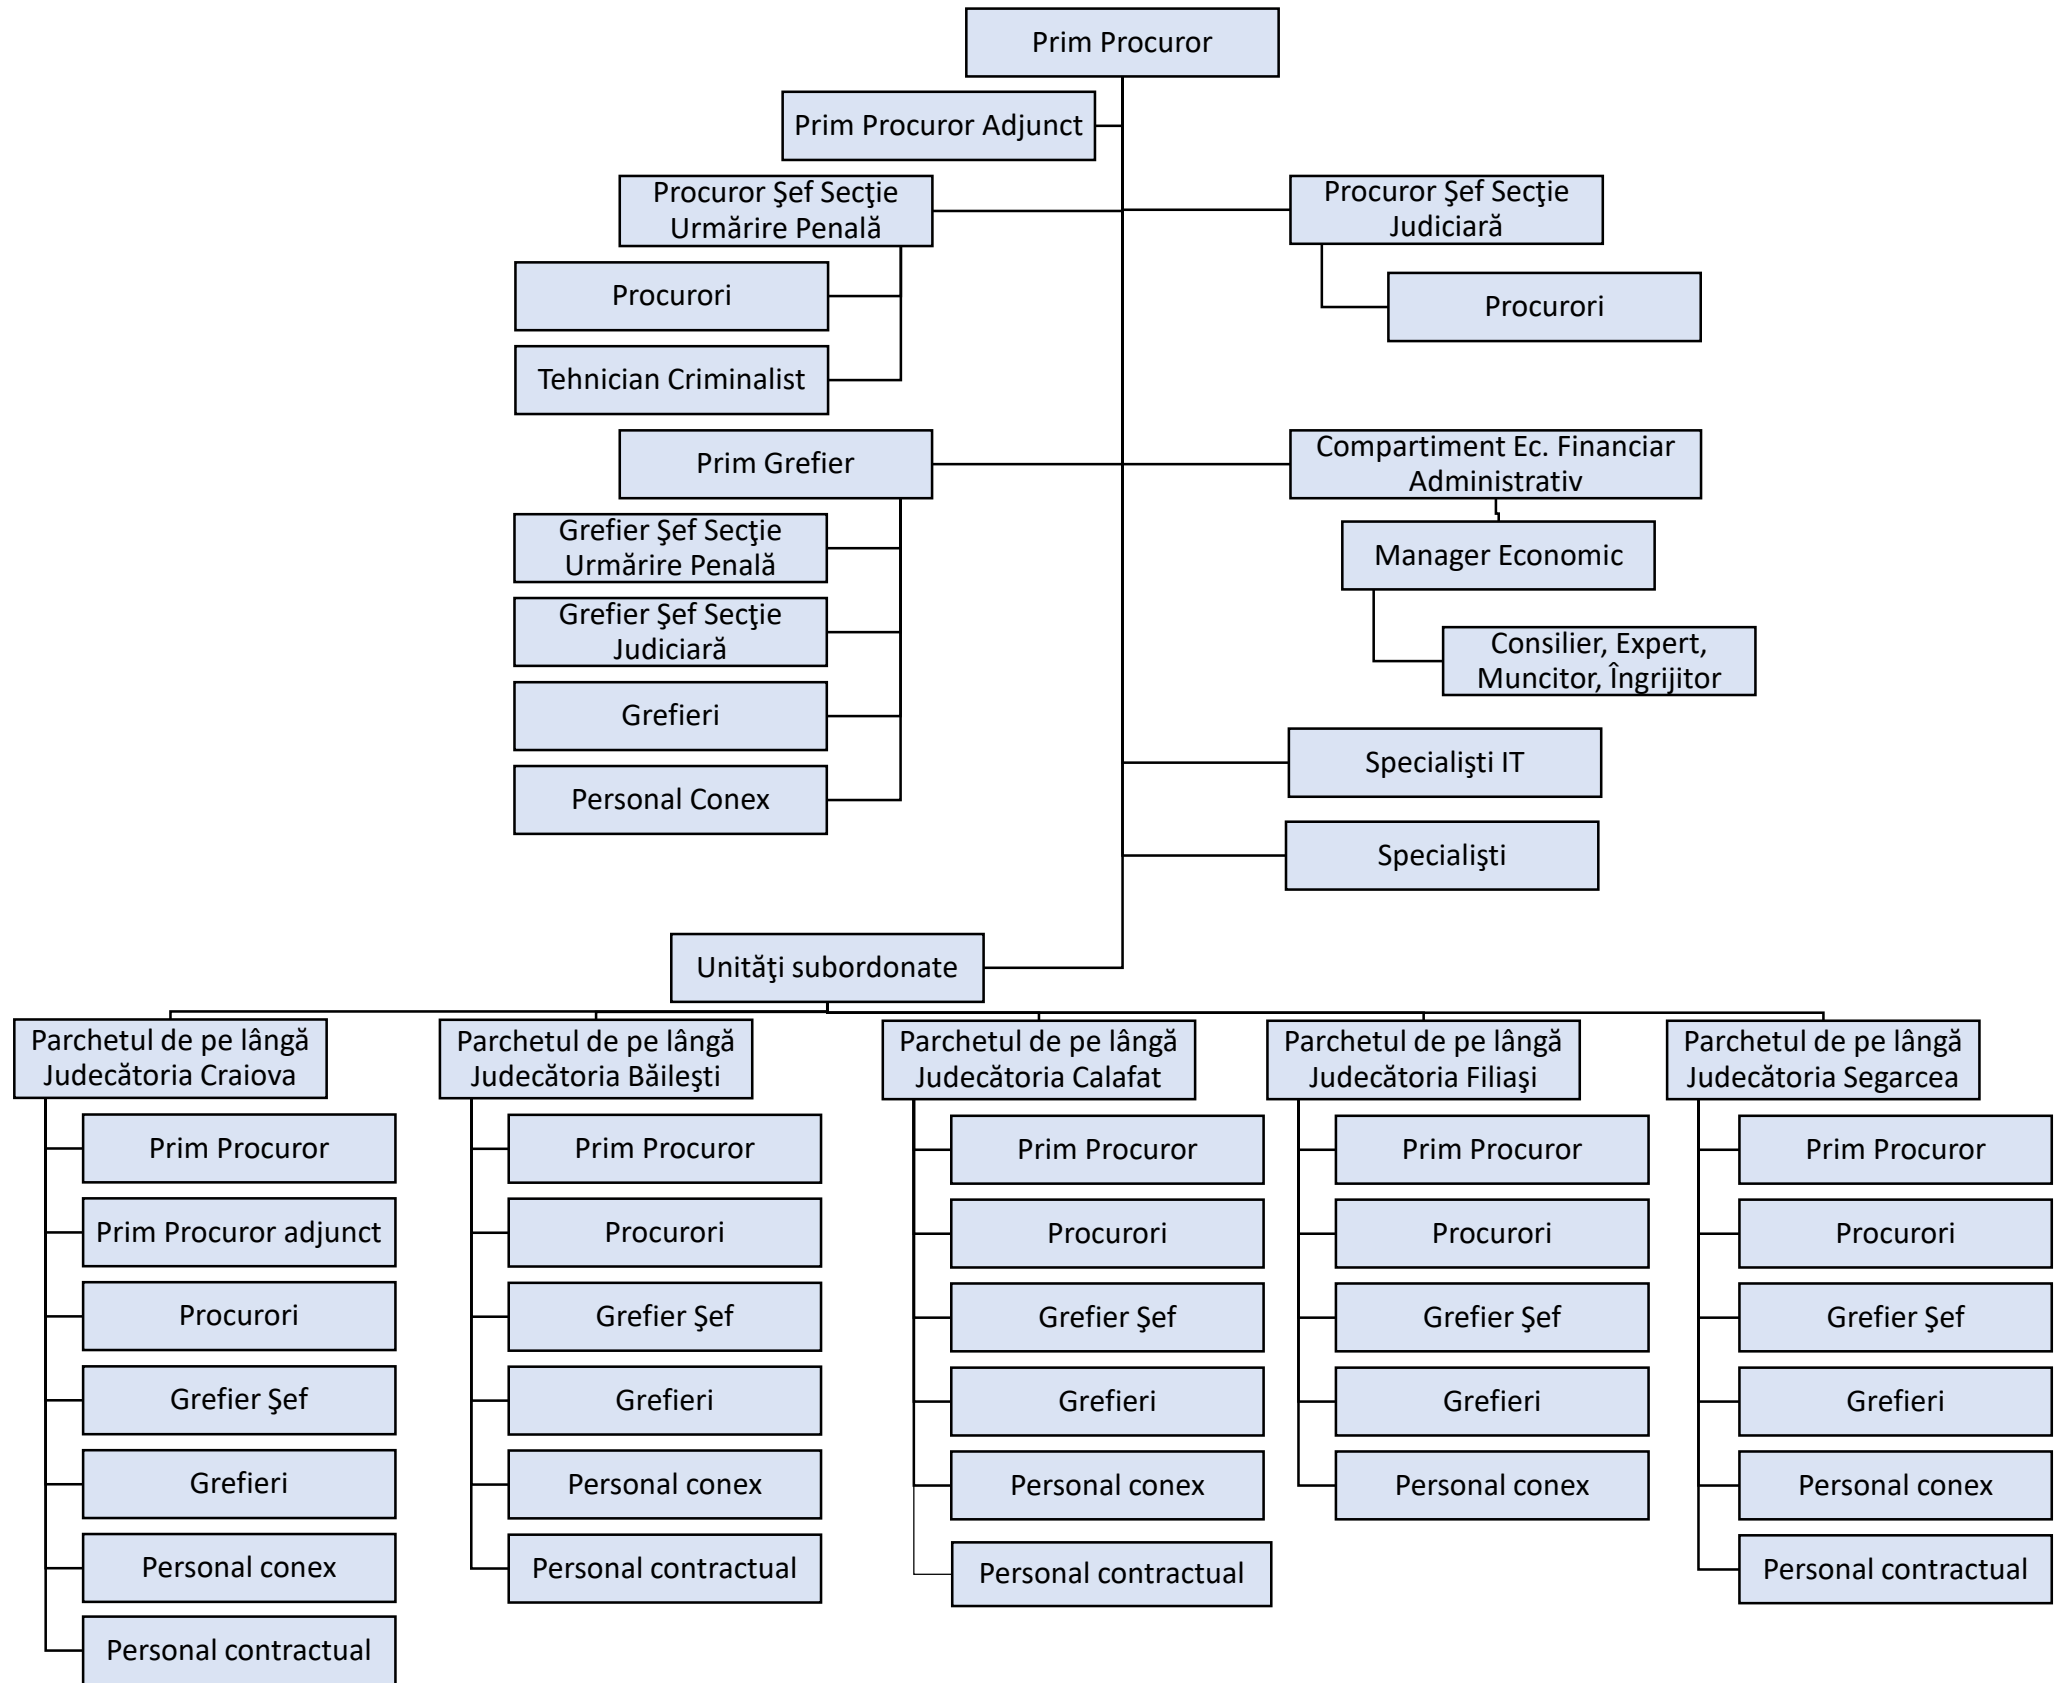 Prim Procuror
Prim Procuror Adjunct
Procuror Şef Secţie
Urmărire Penală
Procurori
Tehnician Criminalist
Procuror Şef Secţie
Judiciară
Procurori
Prim Grefier
Grefier Şef Secţie
Urmărire Penală
Grefier Şef Secţie
Judiciară
Grefieri
Personal Conex
Compartiment Ec. Financiar
Administrativ
Manager Economic
Consilier, Expert,
Muncitor, Îngrijitor
Specialişti IT
Specialişti
Unităţi subordonate
Parchetul de pe lângă
Judecătoria Craiova
Prim Procuror
Prim Procuror adjunct
Procurori
Grefier Şef
Grefieri
Personal conex
Personal contractual
Parchetul de pe lângă
Judecătoria Băileşti
Prim Procuror
Procurori
Grefier Şef
Grefieri
Personal conex
Personal contractual
Parchetul de pe lângă
Judecătoria Calafat
Prim Procuror
Procurori
Grefier Şef
Grefieri
Personal conex
Personal contractual
Parchetul de pe lângă
Judecătoria Filiaşi
Prim Procuror
Procurori
Grefier Şef
Grefieri
Personal conex
Parchetul de pe lângă
Judecătoria Segarcea
Prim Procuror
Procurori
Grefier Şef
Grefieri
Personal conex
Personal contractual